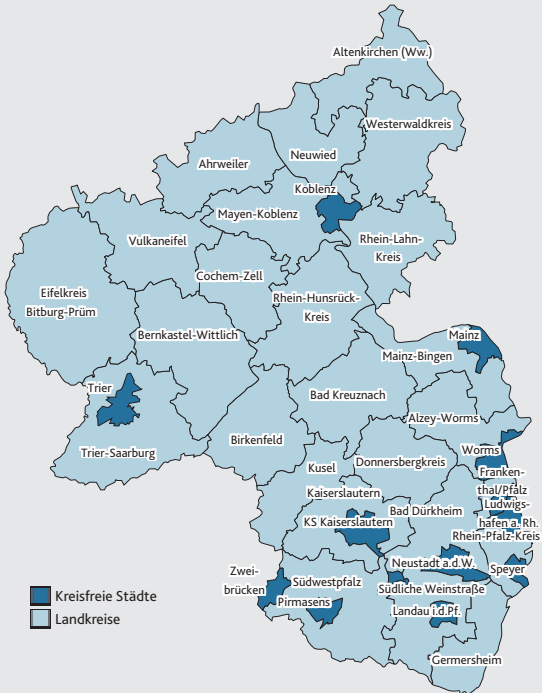 Altenkirchen (Ww.)
Westerwaldkreis
Neuwied
Ahrweiler
Koblenz
Mayen-Koblenz
Vulkaneifel
Rhein-Lahn-
Kreis
Cochem-Zell
Eifelkreis
Bitburg-Prüm
Rhein-Hunsrück-
Kreis
Bernkastel-Wittlich
Mainz
Mainz-Bingen
Trier
Bad Kreuznach
Alzey-Worms
Birkenfeld
Trier-Saarburg
Worms
Donnersbergkreis
Kusel
Franken-
thal/Pfalz
Kaiserslautern
Ludwigs-
hafen a. Rh.
Bad Dürkheim
KS Kaiserslautern
Rhein-Pfalz-Kreis
Neustadt a.d.W.
Speyer
Zwei-
brücken
Südwestpfalz
Südliche Weinstraße
Pirmasens
Landau i.d.Pf.
Germersheim
Kreisfreie Städte
Landkreise